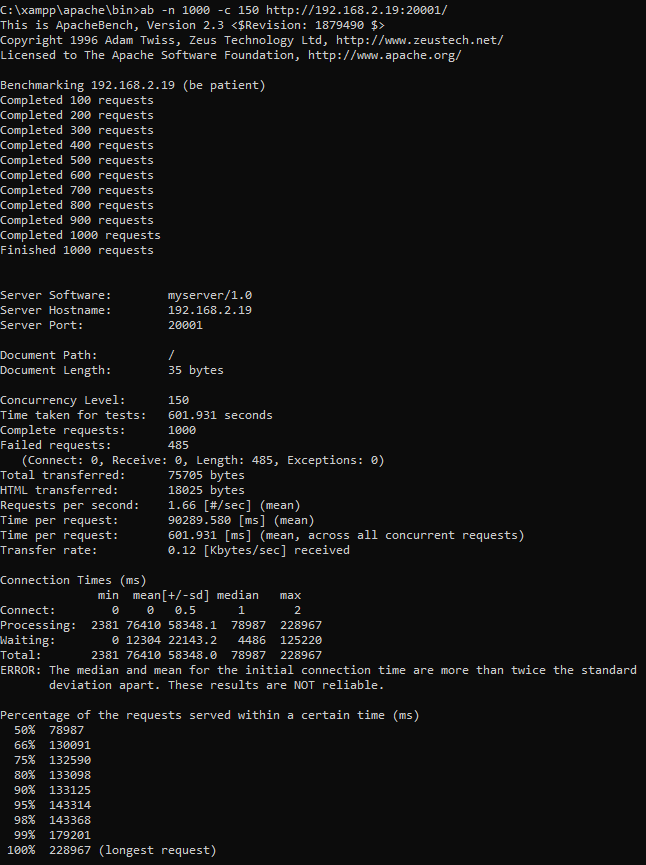 C:\xampp\apache\bin>ab -n 1000 -c 150 http://192.168.2.19:20001/
This is ApacheBench, Version 2.3 <$Revision: 1879490 $>
Copyright 1996 Adam Twiss, Zeus Technology Ltd, http://www.zeustech.net/
Licensed to The Apache Software Foundation, http://www.apache.org/

Benchmarking 192.168.2.19 (be patient)
Completed 100 requests
Completed 200 requests
Completed 300 requests
Completed 400 requests
Completed 500 requests
Completed 600 requests
Completed 700 requests
Completed 800 requests
Completed 900 requests
Completed 1000 requests
Finished 1000 requests


Server Software:        myserver/1.0
Server Hostname:        192.168.2.19
Server Port:            20001

Document Path:          /
Document Length:        35 bytes

Concurrency Level:      150
Time taken for tests:   601.931 seconds
Complete requests:      1000
Failed requests:        485
   (Connect: 0, Receive: 0, Length: 485, Exceptions: 0)
Total transferred:      75705 bytes
HTML transferred:       18025 bytes
Requests per second:    1.66 [#/sec] (mean)
Time per request:       90289.580 [ms] (mean)
Time per request:       601.931 [ms] (mean, across all concurrent requests)
Transfer rate:          0.12 [Kbytes/sec] received

Connection Times (ms)
              min  mean[+/-sd] median   max
Connect:        0    0   0.5      1       2
Processing:  2381 76410 58348.1  78987  228967
Waiting:        0 12304 22143.2   4486  125220
Total:       2381 76410 58348.0  78987  228967
ERROR: The median and mean for the initial connection time are more than twice the standard
       deviation apart. These results are NOT reliable.

Percentage of the requests served within a certain time (ms)
  50%  78987
  66%  130091
  75%  132590
  80%  133098
  90%  133125
  95%  143314
  98%  143368
  99%  179201
 100%  228967 (longest request)